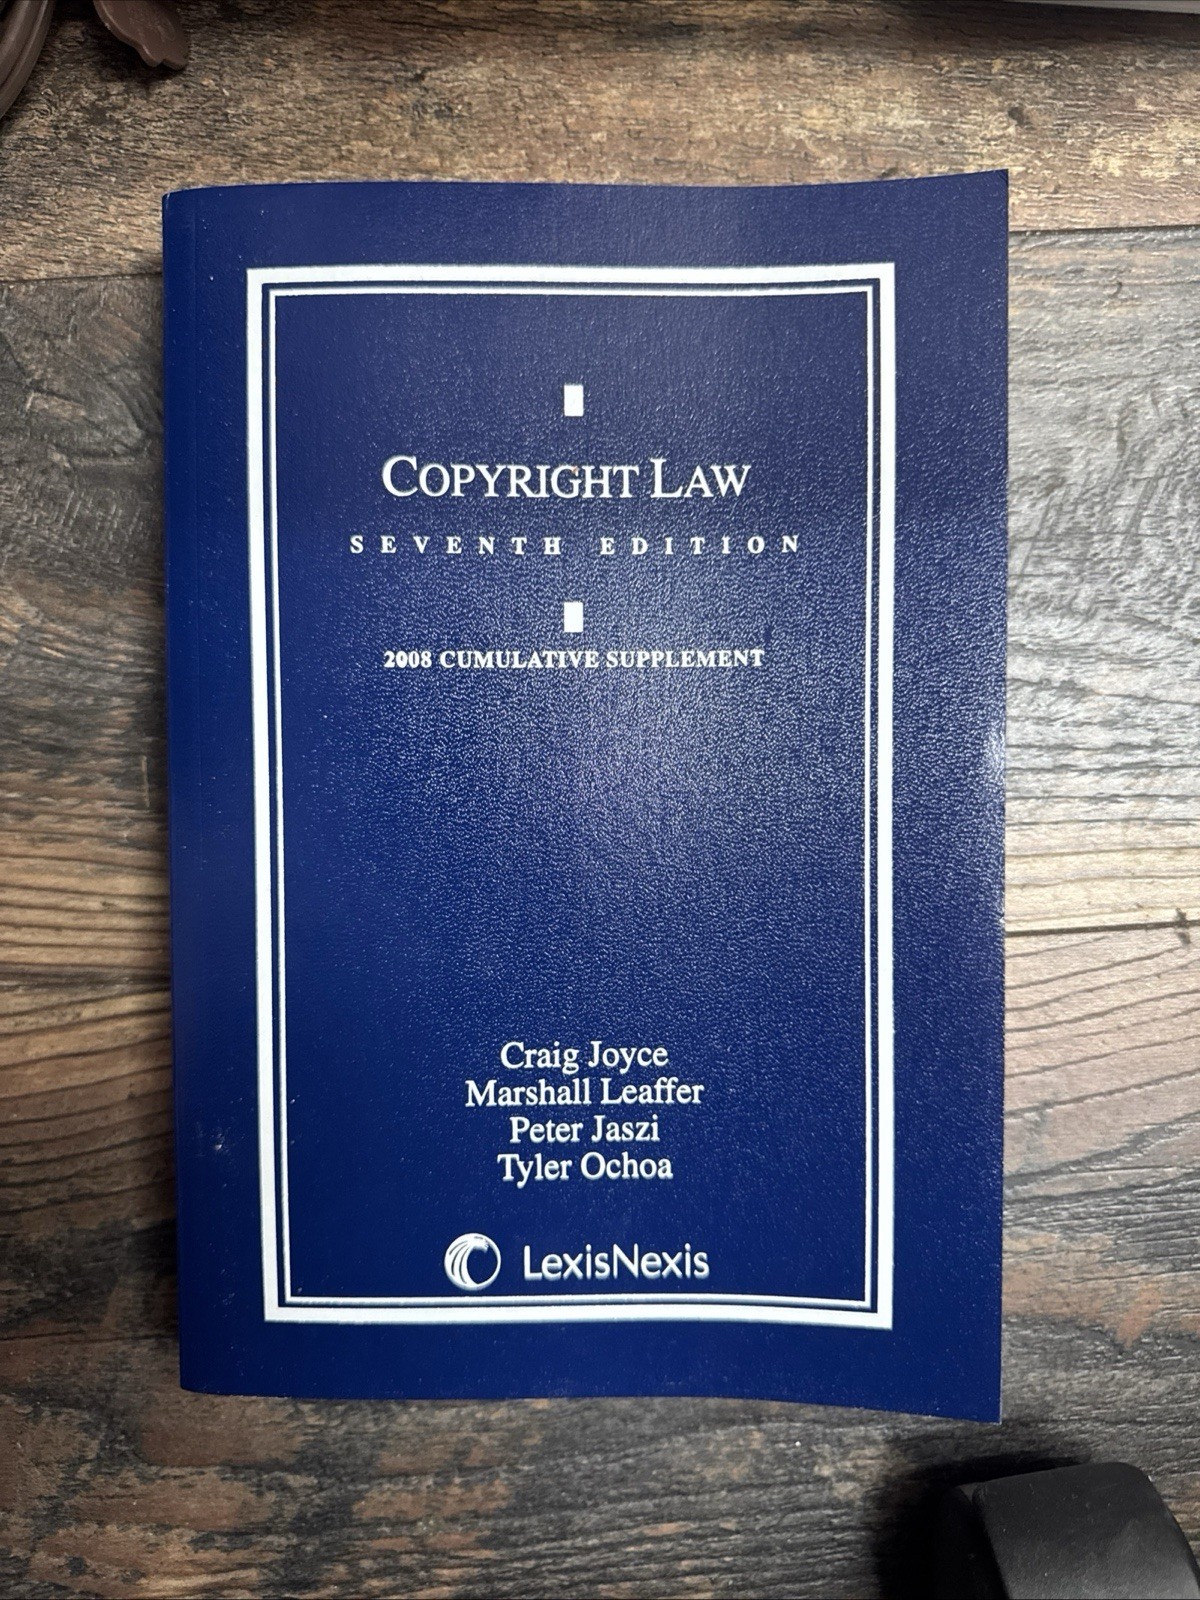 COPYRIGHT LAW
SEVENTH EDITION
2008 CUMULATIVE SUPPLEMENT
Craig Joyce
Marshall Leaffer
Peter Jaszi
Tyler Ochoa
LexisNexis